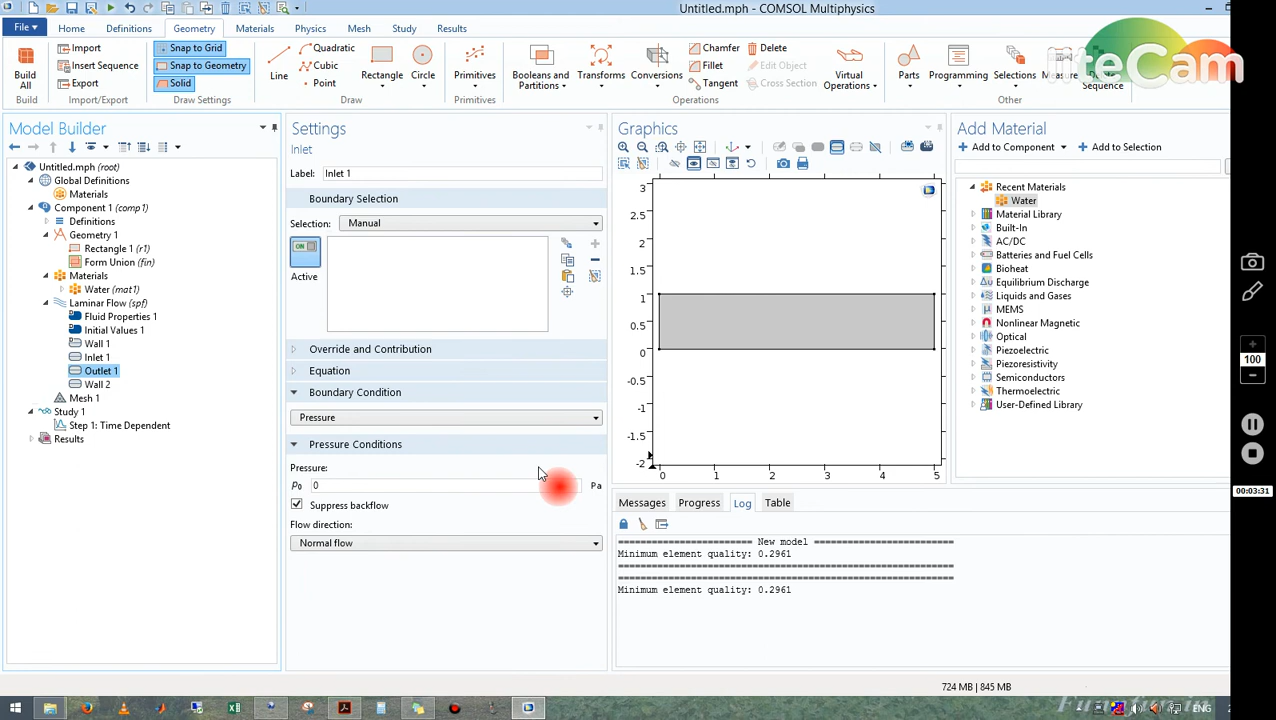 Untitled.mph - COMSOL Multiphysics
File
Home
Definitions
Geometry
Materials
Physics
Mesh
Study
Results
Build All
Import
Insert Sequence
Export
Snap to Grid
Snap to Geometry
Solid
Line
Quadratic
Cubic
Point
Rectangle
Circle
Primitives
Booleans and Partitions
Transforms
Conversions
Chamfer
Fillet
Tangent
Delete
Edit Object
Cross Section
Virtual Operations
Parts
Programming
Selections
Measure
Sequence
liteCam
Build
Import/Export
Draw Settings
Draw
Primitives
Operations
Other
Model Builder
Untitled.mph (root)
Global Definitions
Materials
Component 1 (comp1)
Definitions
Geometry 1
Rectangle 1 (r1)
Form Union (fin)
Materials
Water (mat1)
Laminar Flow (spf)
Fluid Properties 1
Initial Values 1
Wall 1
Inlet 1
Outlet 1
Wall 2
Mesh 1
Study 1
Step 1: Time Dependent
Results
Settings
Inlet
Label: Inlet 1
Boundary Selection
Selection: Manual
ON
Active
Override and Contribution
Equation
Boundary Condition
Pressure
Pressure Conditions
Pressure:
p0 0 Pa
Suppress backflow
Flow direction:
Normal flow
Graphics
3
2.5
2
1.5
1
0.5
0
-0.5
-1
-1.5
-2
0 1 2 3 4 5
Messages
Progress
Log
Table
======================== New model =========================
Minimum element quality: 0.2961
=======================================================
=======================================================
Minimum element quality: 0.2961
Add Material
Add to Component
Add to Selection
Recent Materials
Water
Material Library
Built-In
AC/DC
Batteries and Fuel Cells
Bioheat
Equilibrium Discharge
Liquids and Gases
MEMS
Nonlinear Magnetic
Optical
Piezoelectric
Piezoresistivity
Semiconductors
Thermoelectric
User-Defined Library
100
00:03:31
724 MB | 845 MB
ENG